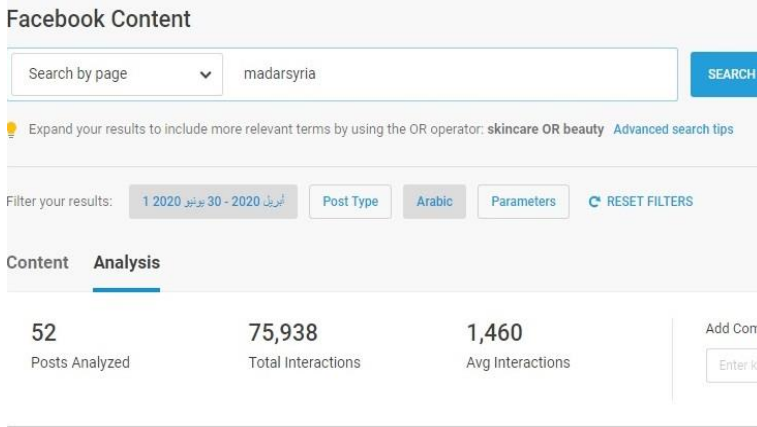 Facebook Content
Search by page madarsyria SEARCH
Expand your results to include more relevant terms by using the OR operator: skincare OR beauty Advanced search tips
Filter your results: 1 أبريل 2020 - 30 يونيو 2020 Post Type Arabic Parameters RESET FILTERS
Content Analysis
52 75,938 1,460 Add Com
Posts Analyzed Total Interactions Avg Interactions Enter k